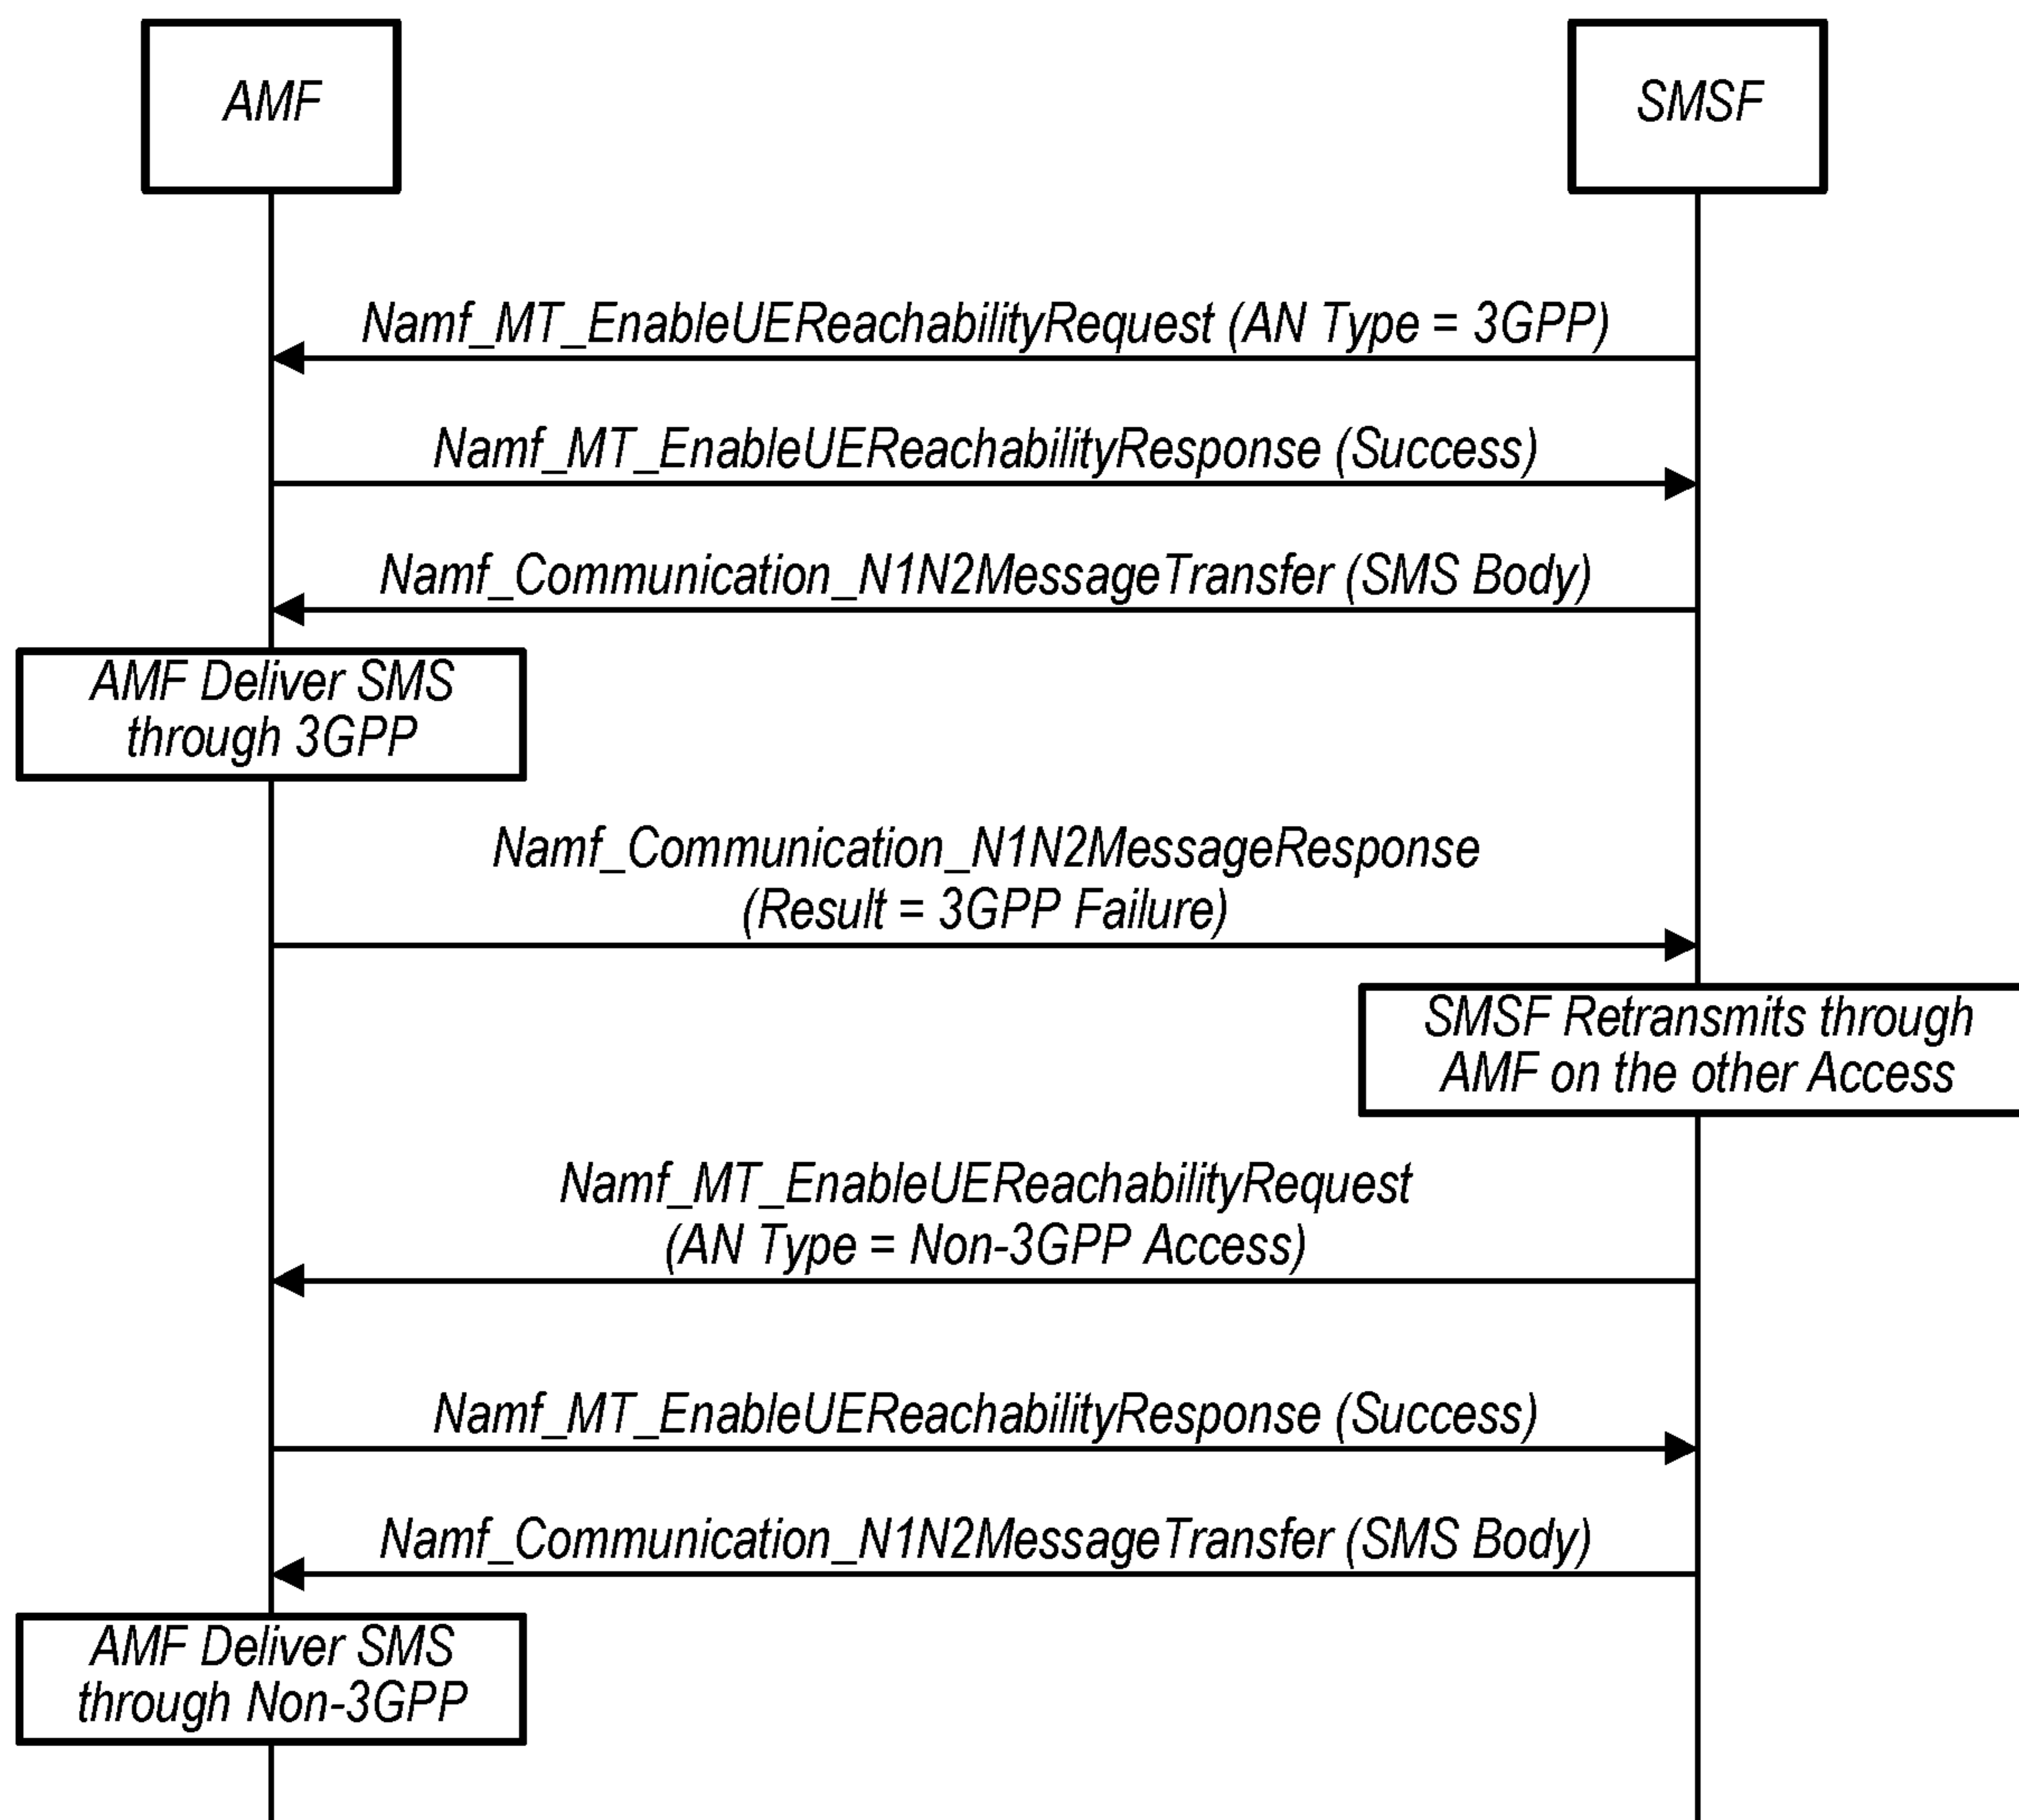 AMF
SMSF
Namf_MT_EnableUEReachabilityRequest (AN Type = 3GPP)
Namf_MT_EnableUEReachabilityResponse (Success)
Namf_Communication_N1N2MessageTransfer (SMS Body)
AMF Deliver SMS
through 3GPP
Namf_Communication_N1N2MessageResponse
(Result = 3GPP Failure)
SMSF Retransmits through
AMF on the other Access
Namf_MT_EnableUEReachabilityRequest
(AN Type = Non-3GPP Access)
Namf_MT_EnableUEReachabilityResponse (Success)
Namf_Communication_N1N2MessageTransfer (SMS Body)
AMF Deliver SMS
through Non-3GPP